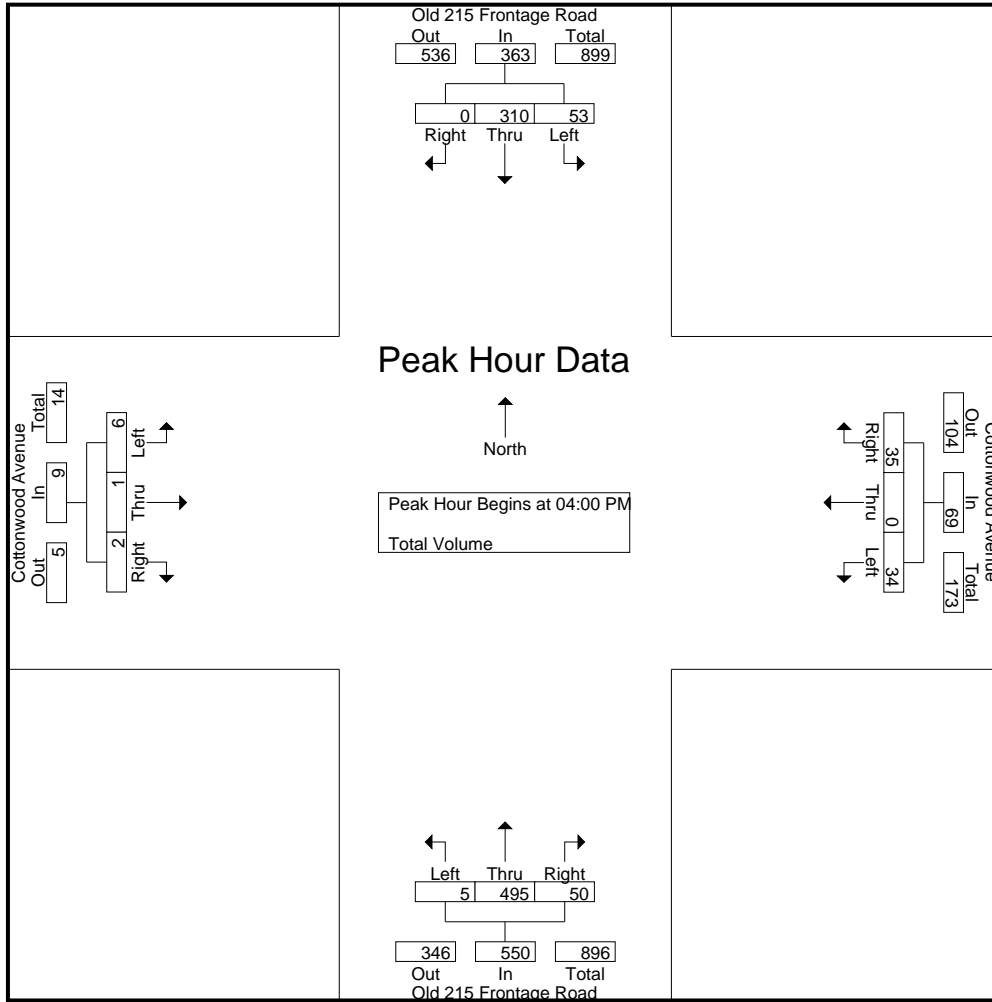 Old 215 Frontage Road
Out In Total
536 363 899
0 310 53
Right Thru Left
Peak Hour Data
North
Peak Hour Begins at 04:00 PM
Total Volume
Cottonwood Avenue
Out In Total
5 9 14
6 1 2
Left Thru Right
Cottonwood Avenue
Out In Total
104 69 173
35 0 34
Right Thru Left
Left Thru Right
5 495 50
346 550 896
Out In Total
Old 215 Frontage Road